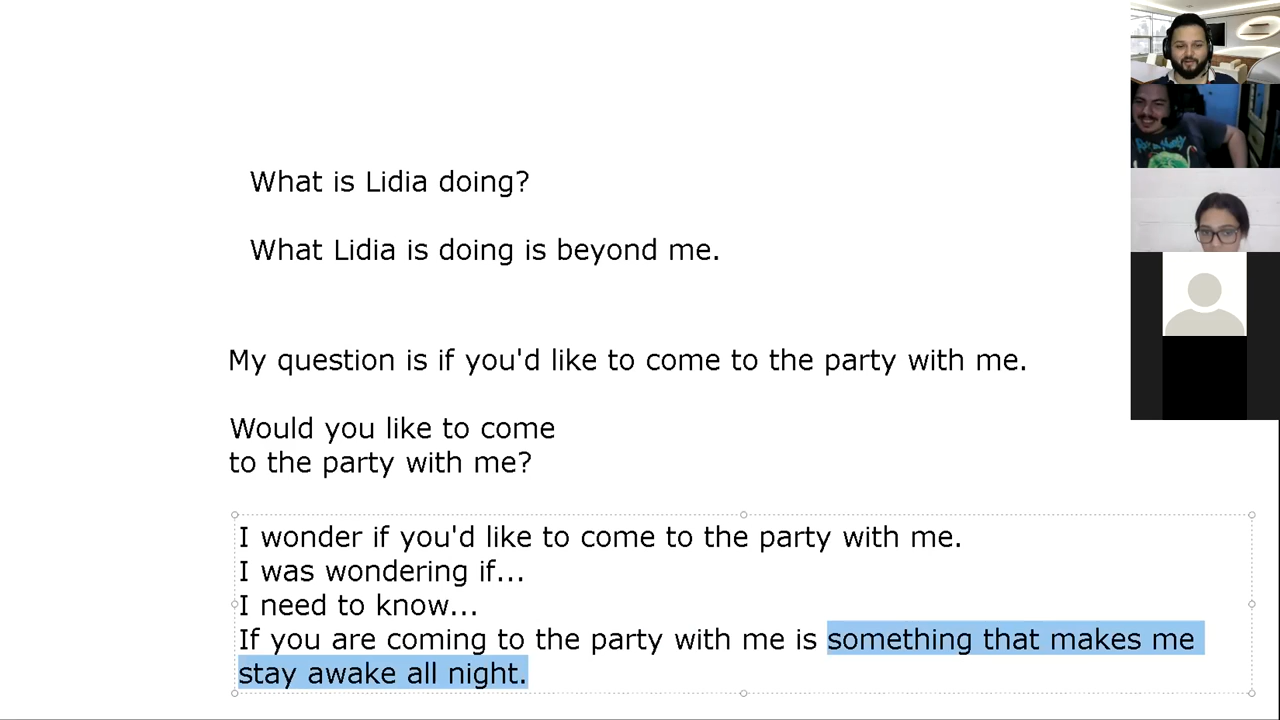 What is Lidia doing?
What Lidia is doing is beyond me.
My question is if you'd like to come to the party with me.
Would you like to come
to the party with me?
I wonder if you'd like to come to the party with me.
I was wondering if...
I need to know...
If you are coming to the party with me is something that makes me
stay awake all night.